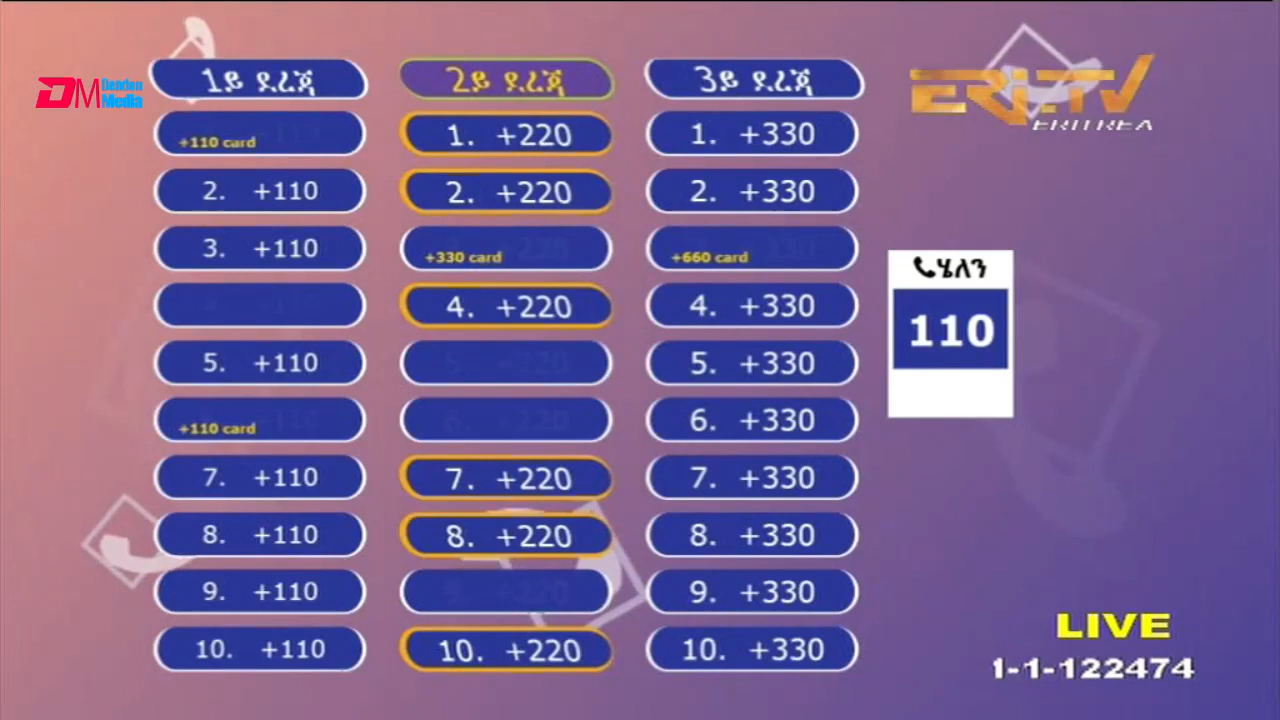 DM Denden Media
1ይ ደረጃ 2ይ ደረጃ 3ይ ደረጃ
ERi-TV
ERITREA
+110 card 1. +220 1. +330
2. +110 2. +220 2. +330
3. +110 +330 card +660 card
ሄለን
4. +220 4. +330
110
5. +110 5. +330
+110 card 6. +330
7. +110 7. +220 7. +330
8. +110 8. +220 8. +330
9. +110 9. +330
10. +110 10. +220 10. +330
LIVE
1-1-122474